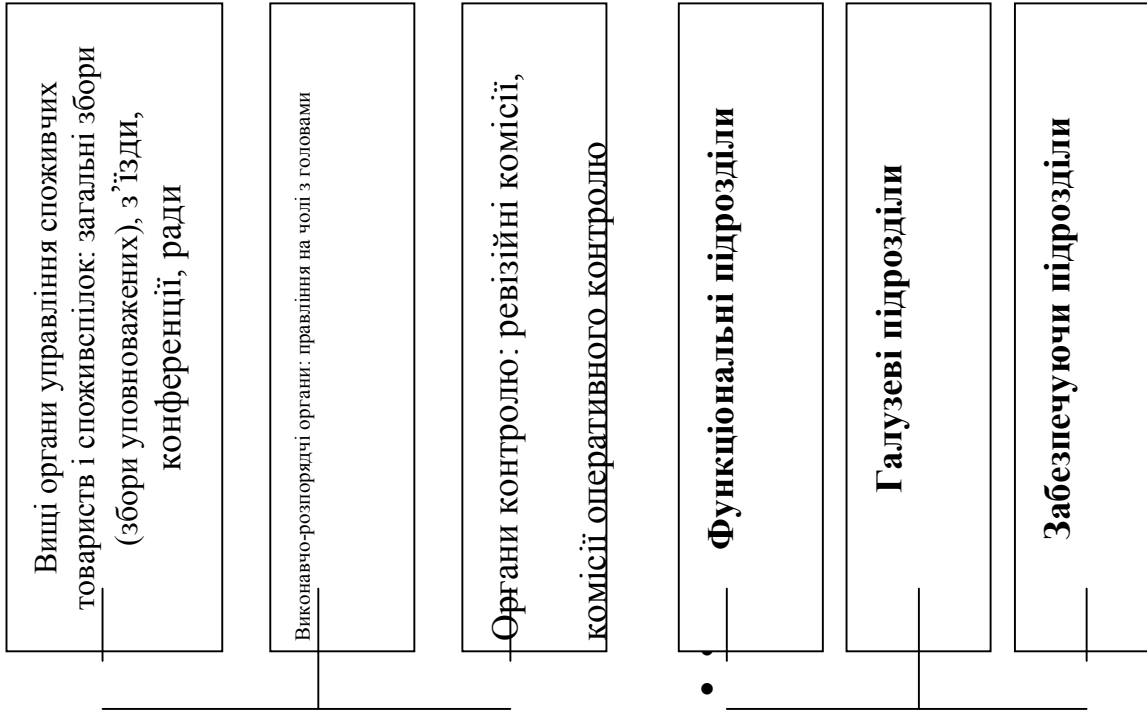 Вищі органи управління споживчих
товариств і споживспілок: загальні збори
(збори уповноважених), з’їзди,
конференції, ради
Виконавчо-розпорядчі органи: правління на чолі з головами
Органи контролю: ревізійні комісії,
комісії оперативного контролю
Функціональні підрозділи
Галузеві підрозділи
Забезпечуючи підрозділи